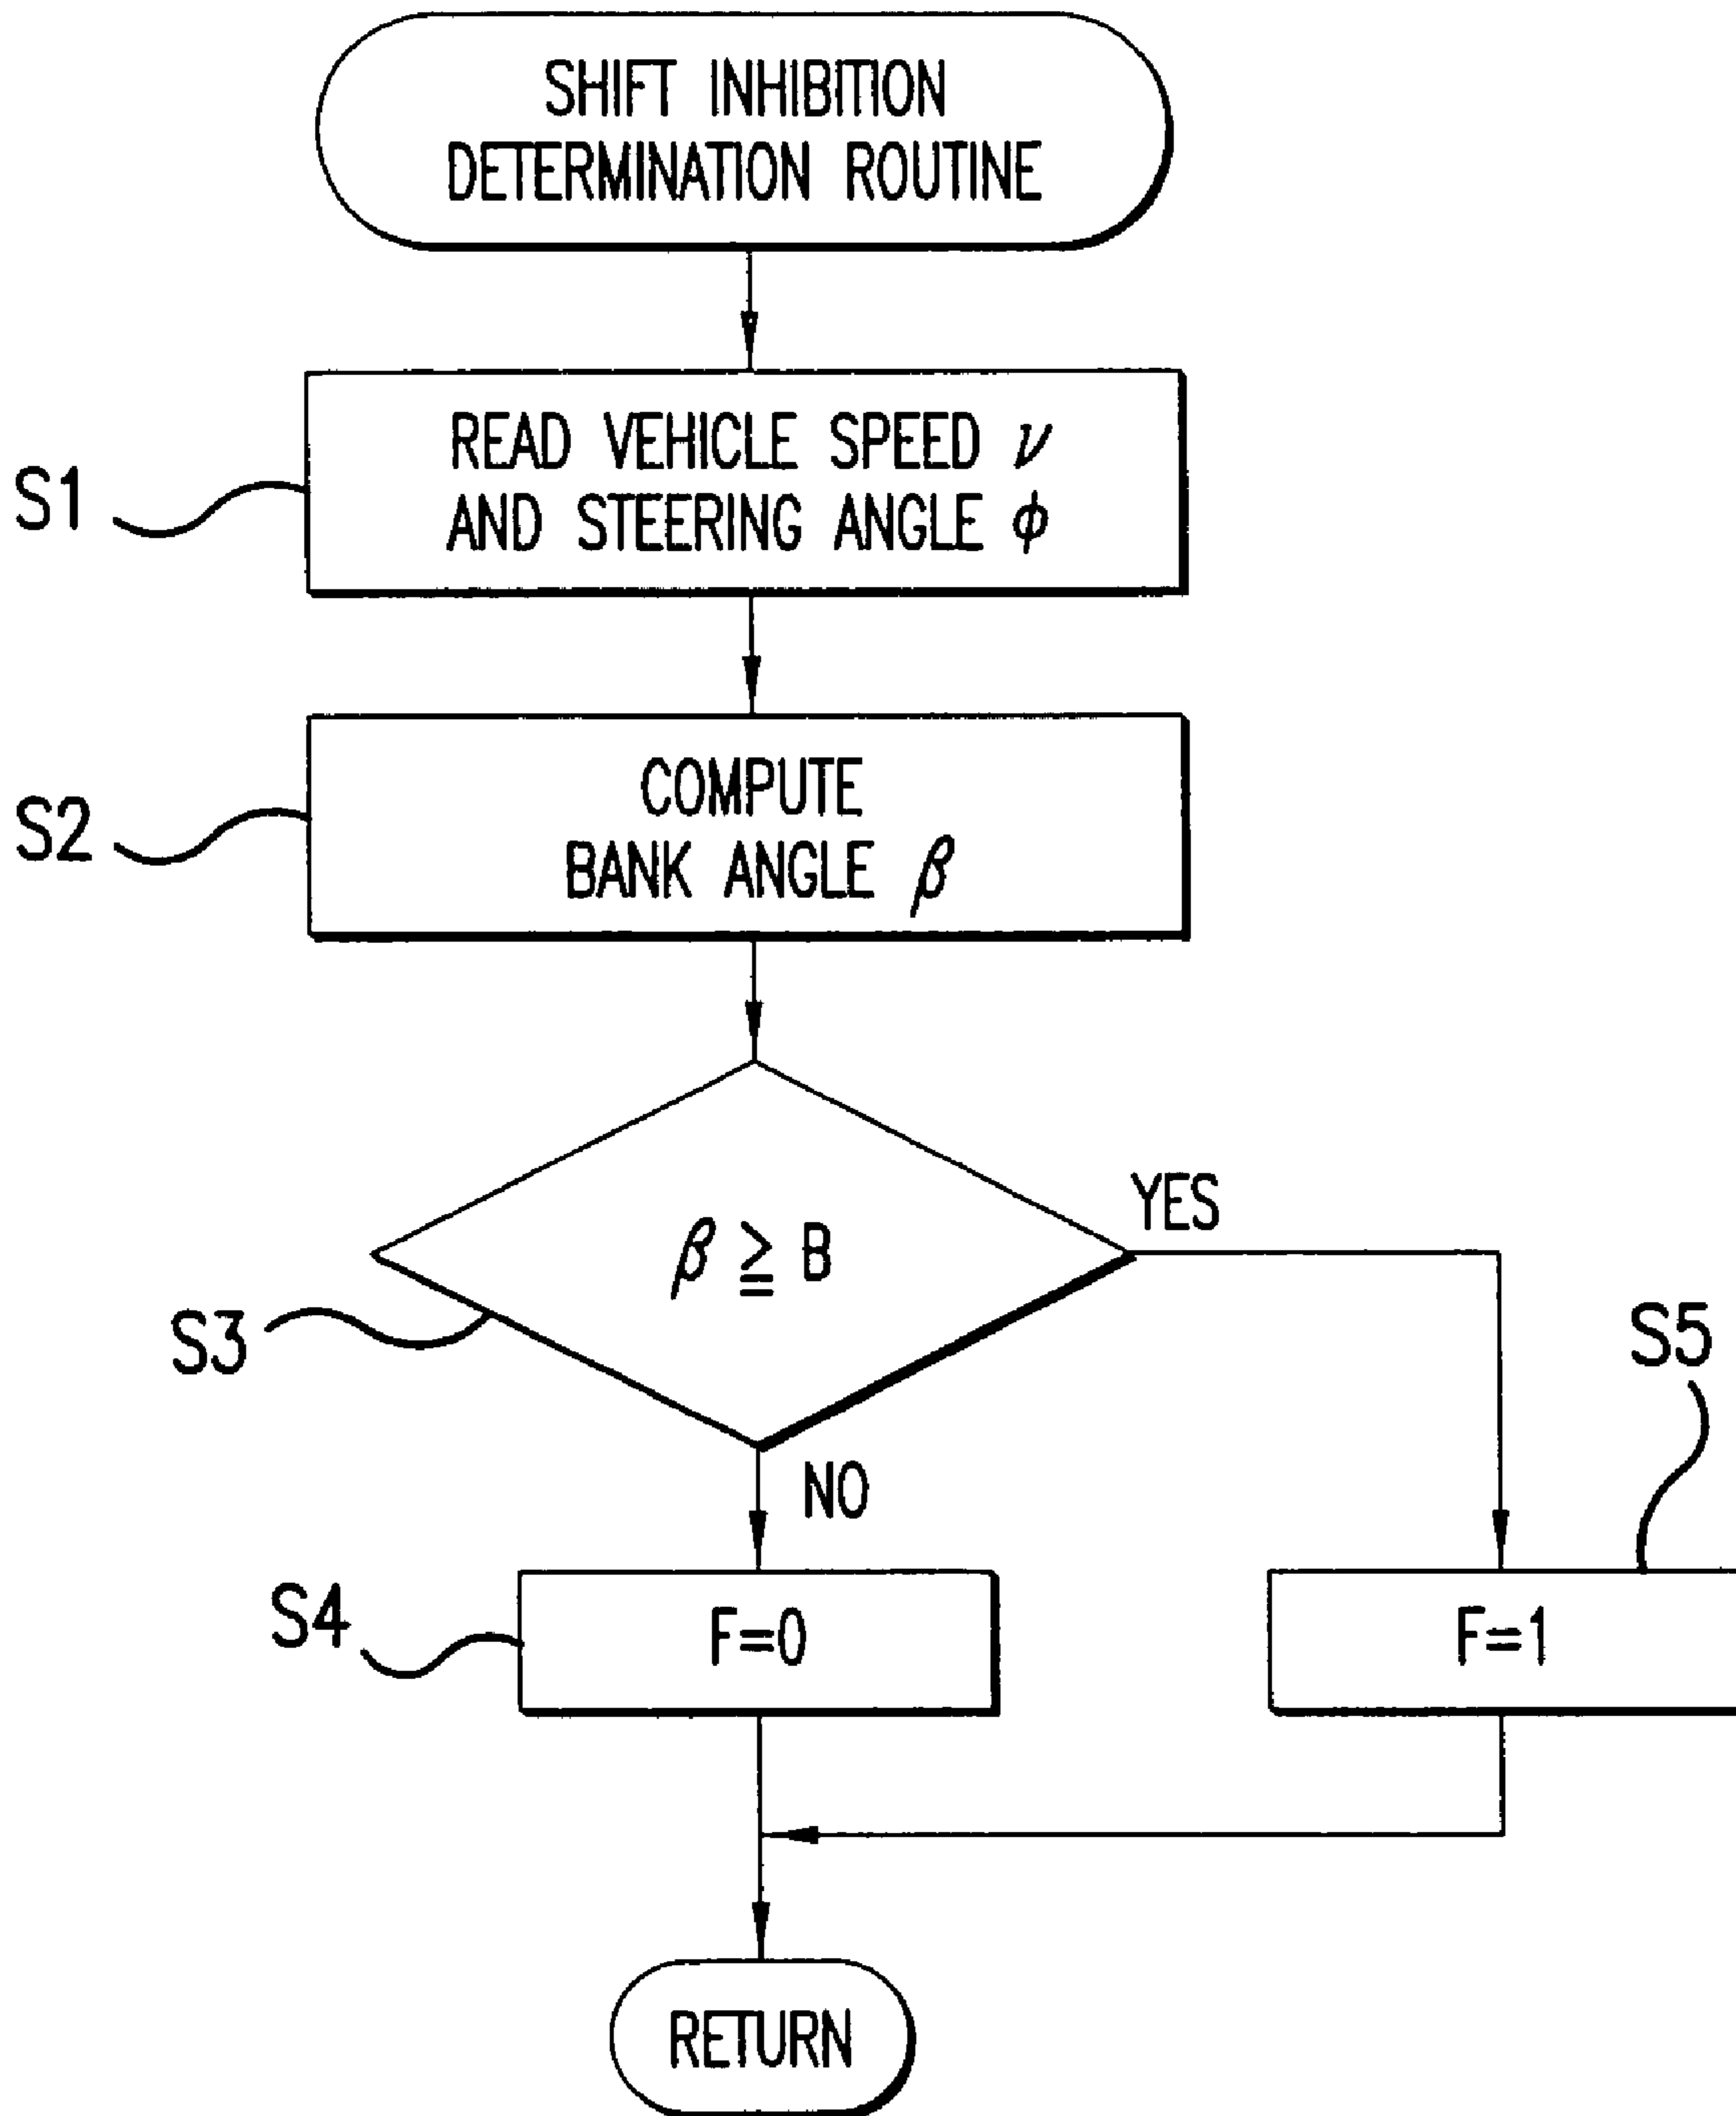 SHIFT INHIBITION
DETERMINATION ROUTINE
S1
READ VEHICLE SPEED ν
AND STEERING ANGLE ϕ
S2
COMPUTE
BANK ANGLE β
S3
β ≧ B
YES
NO
S4
F=0
S5
F=1
RETURN